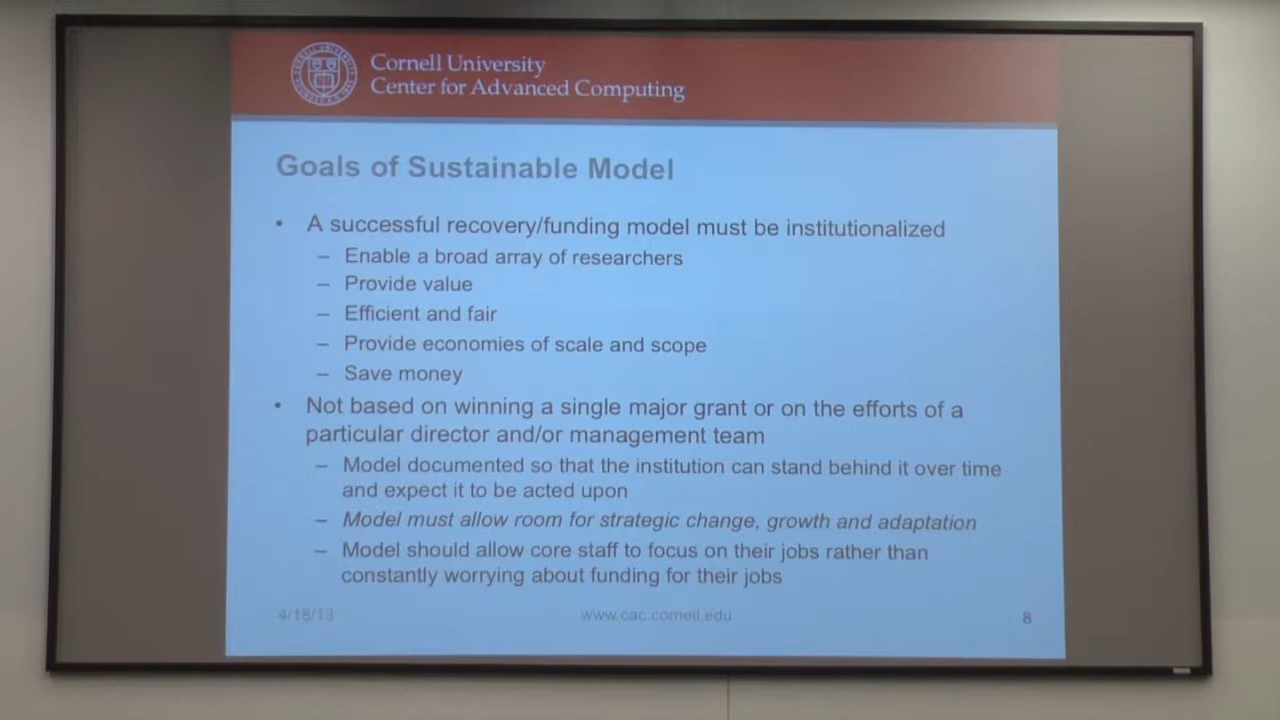 Cornell University
Center for Advanced Computing
Goals of Sustainable Model
• A successful recovery/funding model must be institutionalized
– Enable a broad array of researchers
– Provide value
– Efficient and fair
– Provide economies of scale and scope
– Save money
• Not based on winning a single major grant or on the efforts of a
particular director and/or management team
– Model documented so that the institution can stand behind it over time
and expect it to be acted upon
– Model must allow room for strategic change, growth and adaptation
– Model should allow core staff to focus on their jobs rather than
constantly worrying about funding for their jobs
4/18/13 www.cac.cornell.edu 8